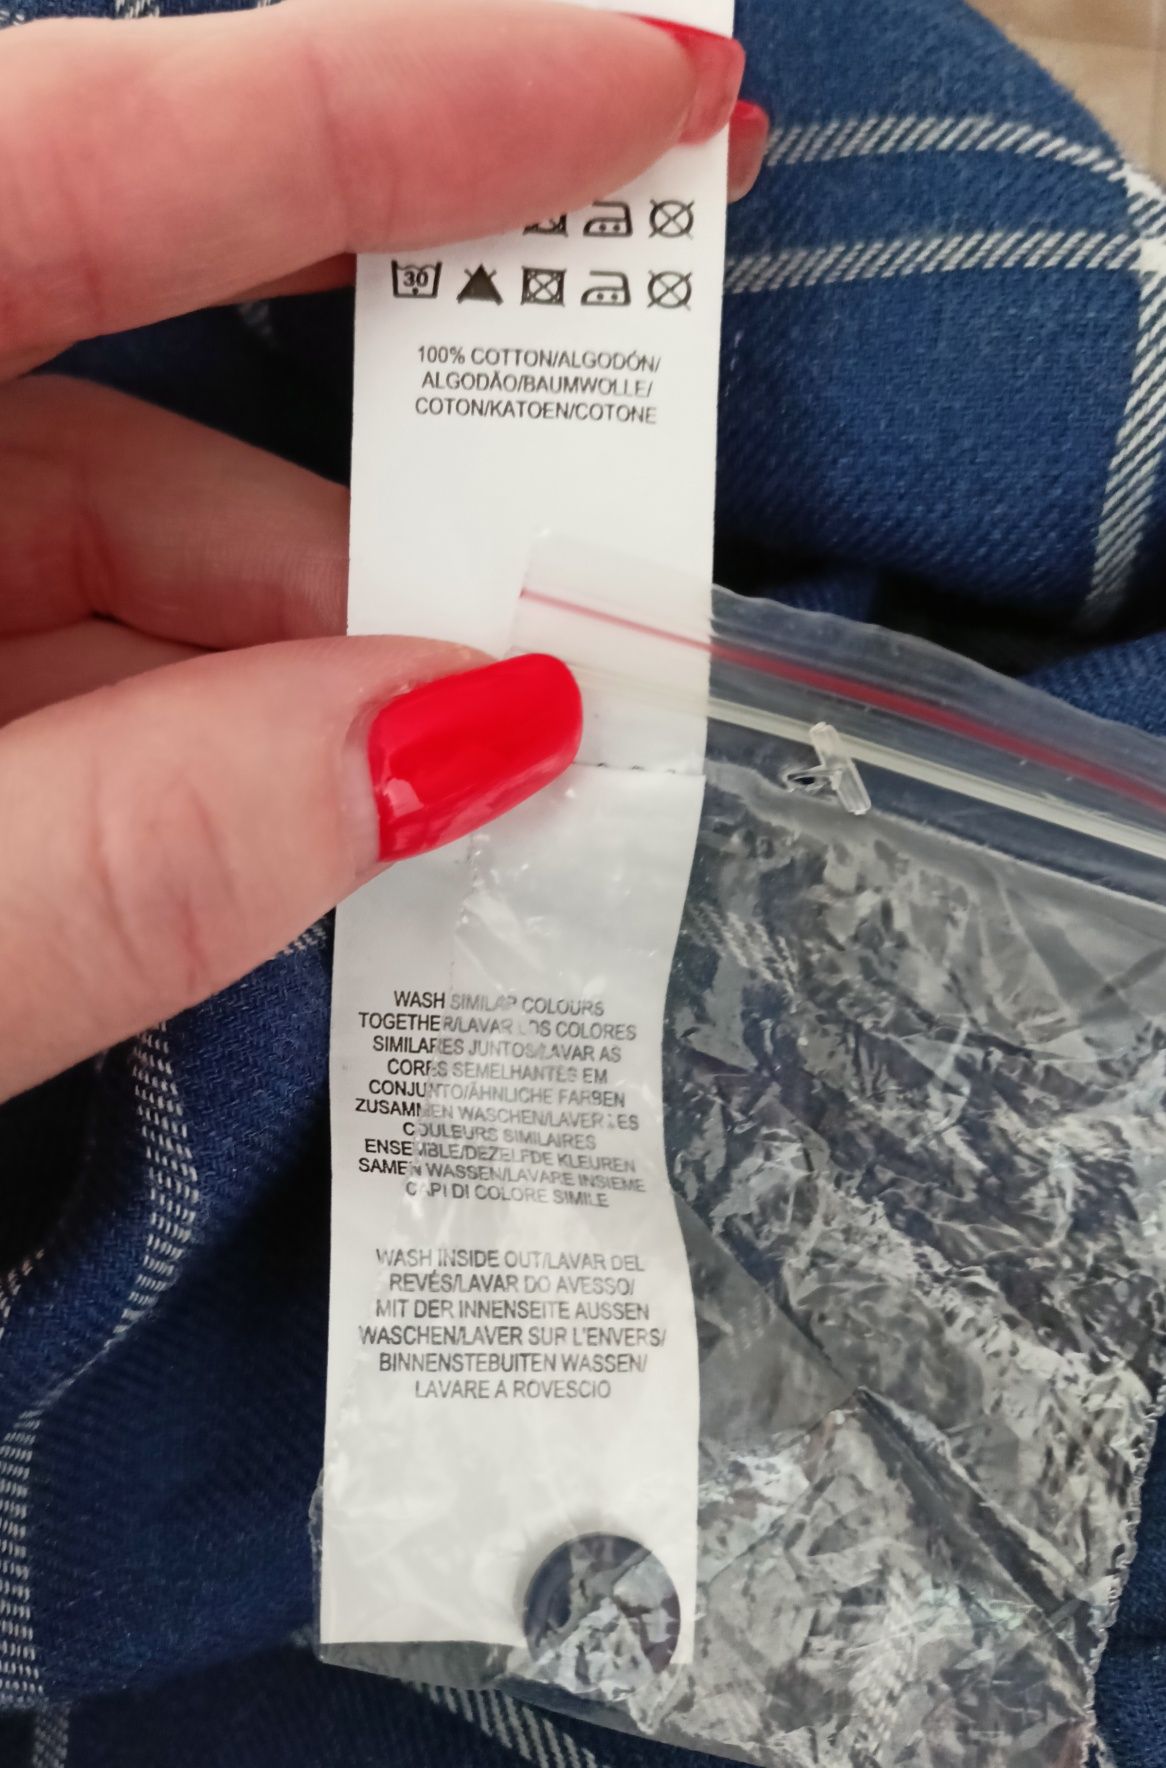 30
100% COTTON/ALGODÓN/
ALGODÃO/BAUMWOLLE/
COTON/KATOEN/COTONE
WASH SIMILAR COLOURS
TOGETHER/LAVAR LOS COLORES
SIMILARES JUNTOS/LAVAR AS
CORES SEMELHANTES EM
CONJUNTO/ÄHNLICHE FARBEN
ZUSAMMEN WASCHEN/LAVER LES
COULEURS SIMILAIRES
ENSEMBLE/DEZELFDE KLEUREN
SAMEN WASSEN/LAVARE INSIEME
CAPI DI COLORE SIMILE
WASH INSIDE OUT/LAVAR DEL
REVÉS/LAVAR DO AVESSO/
MIT DER INNENSEITE AUSSEN
WASCHEN/LAVER SUR L'ENVERS/
BINNENSTEBUITEN WASSEN/
LAVARE A ROVESCIO